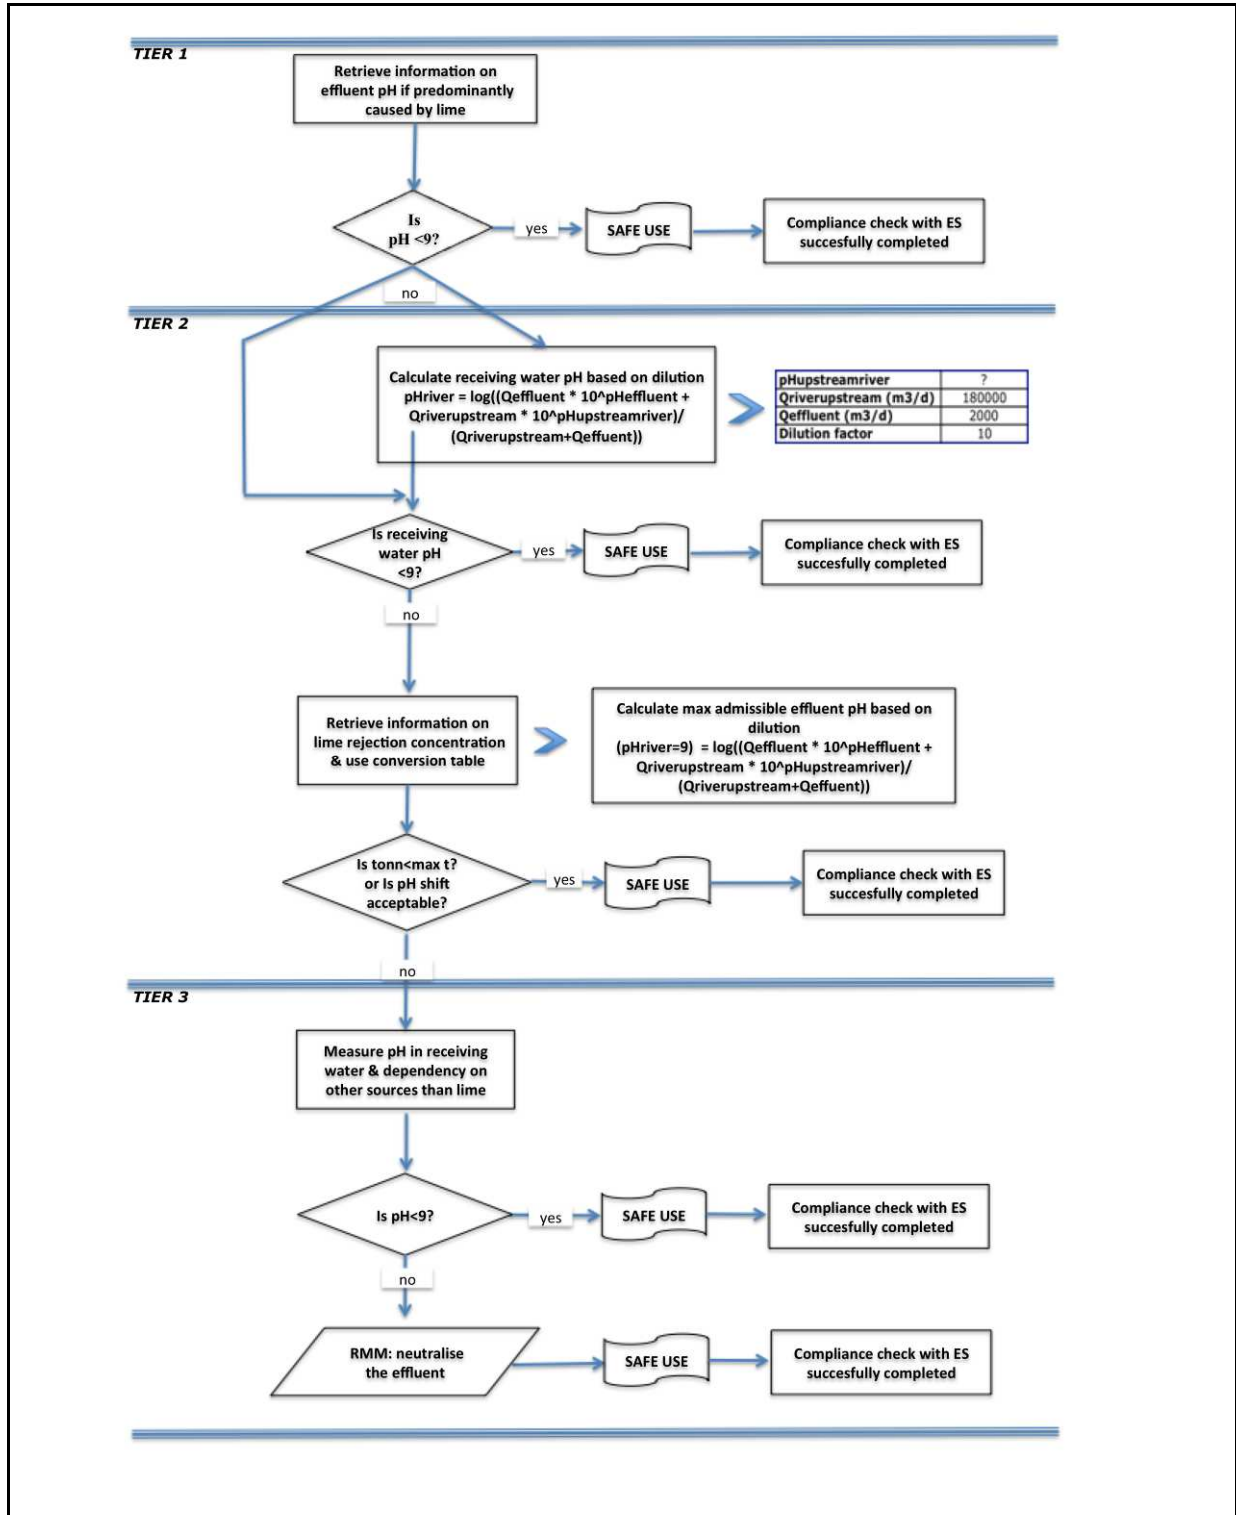 TIER 1
Retrieve information on
effluent pH if predominantly
caused by lime
Is
pH <9?
yes
SAFE USE
Compliance check with ES
succesfully completed
no
TIER 2
Calculate receiving water pH based on dilution
pHriver = log((Qeffluent * 10^pHeffluent +
Qriverupstream * 10^pHupstreamriver)/
(Qriverupstream+Qeffuent))
pHupstreamriver ?
Qriverupstream (m3/d) 180000
Qeffluent (m3/d) 2000
Dilution factor 10
Is receiving
water pH
<9?
yes
SAFE USE
Compliance check with ES
succesfully completed
no
Retrieve information on
lime rejection concentration
& use conversion table
Calculate max admissible effluent pH based on
dilution
(pHriver=9) = log((Qeffluent * 10^pHeffluent +
Qriverupstream * 10^pHupstreamriver)/
(Qriverupstream+Qeffuent))
Is tonn<max t?
or Is pH shift
acceptable?
yes
SAFE USE
Compliance check with ES
succesfully completed
no
TIER 3
Measure pH in receiving
water & dependency on
other sources than lime
Is pH<9?
yes
SAFE USE
Compliance check with ES
succesfully completed
no
RMM: neutralise
the effluent
SAFE USE
Compliance check with ES
succesfully completed